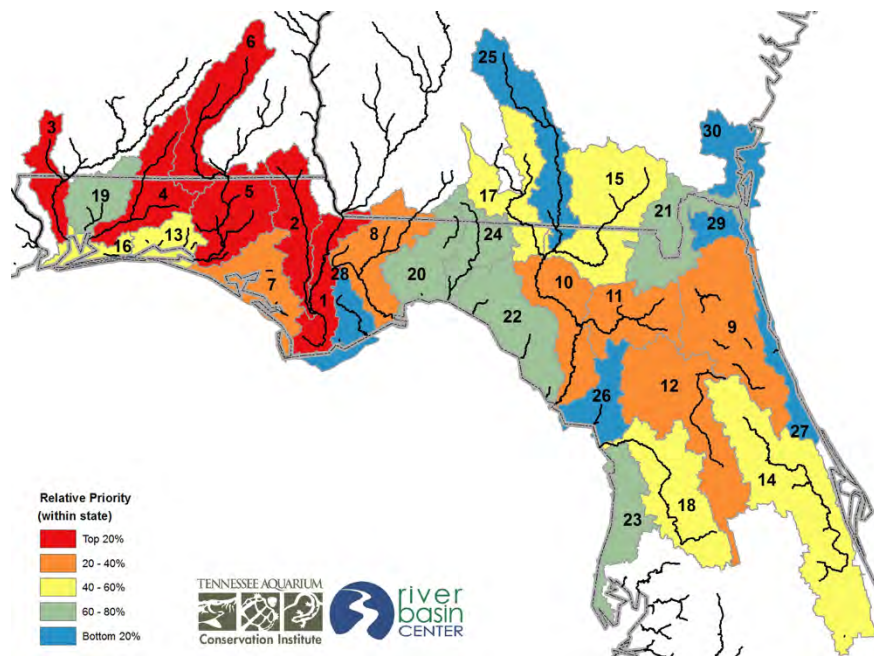 6
25
3
30
19
4
5
17
15
2
21
16
13
8
24
29
7
28
20
10
11
1
22
9
12
26
27
14
23
18
Relative Priority
(within state)
Top 20%
20 - 40%
40 - 60%
60 - 80%
Bottom 20%
TENNESSEE AQUARIUM
Conservation Institute
river
basin
CENTER